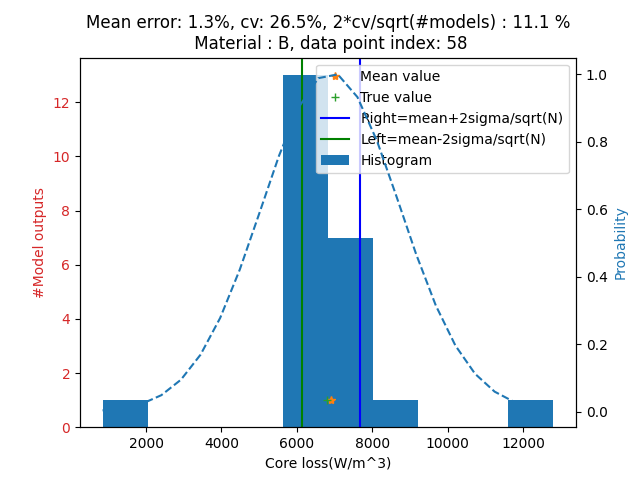 Mean error: 1.3%, cv: 26.5%, 2*cv/sqrt(#models) : 11.1 %
Material : B, data point index: 58
Mean value
True value
Right=mean+2sigma/sqrt(N)
Left=mean-2sigma/sqrt(N)
Histogram
#Model outputs
12
10
8
6
4
2
0
Probability
1.0
0.8
0.6
0.4
0.2
0.0
2000 4000 6000 8000 10000 12000
Core loss(W/m^3)